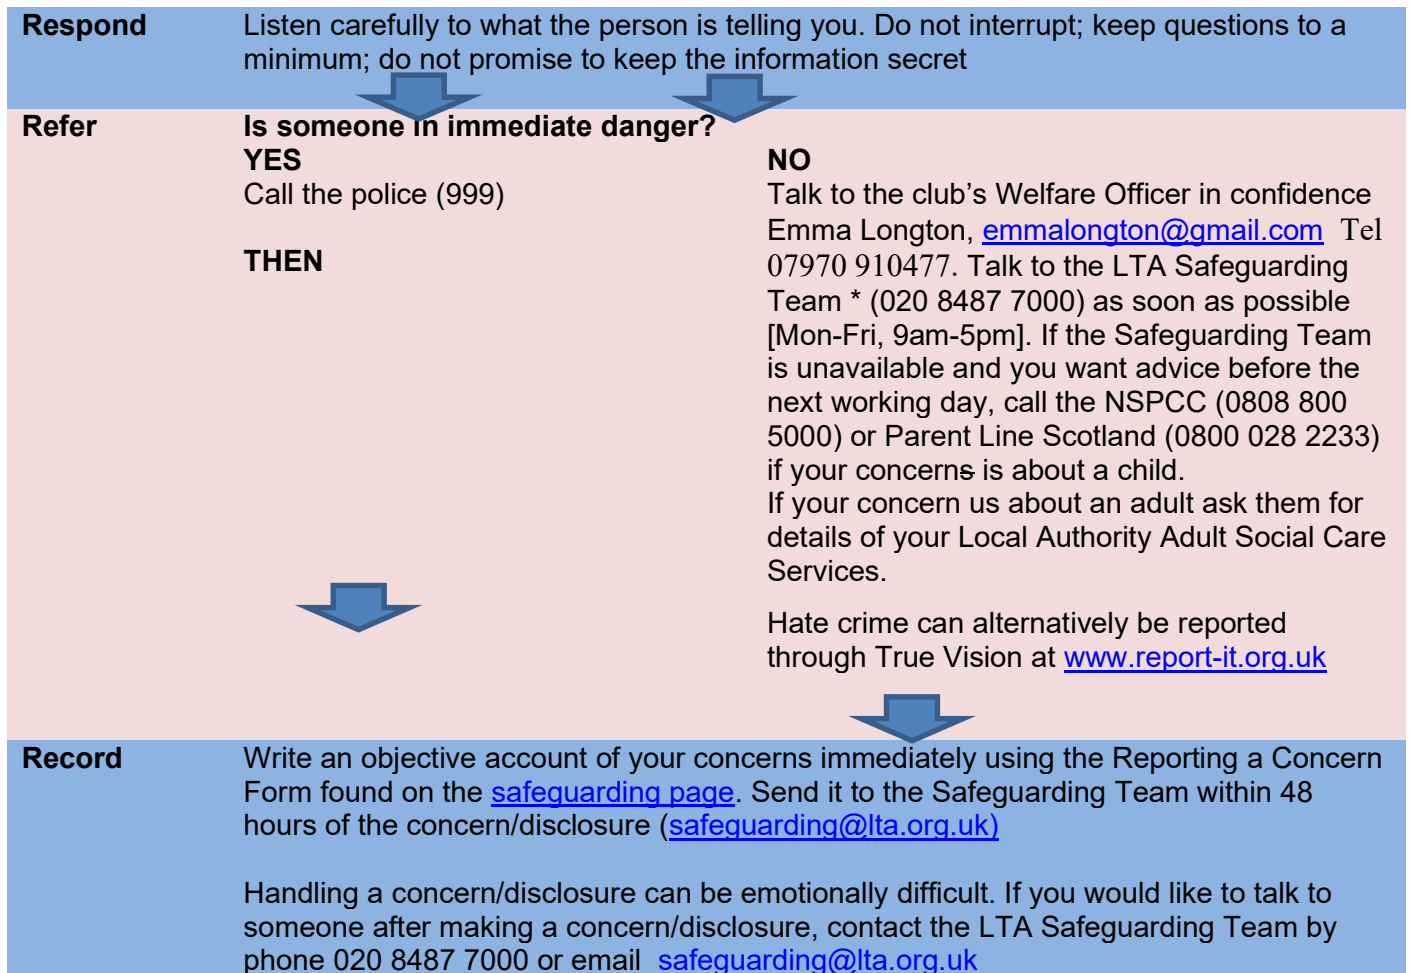 Respond
Listen carefully to what the person is telling you. Do not interrupt; keep questions to a
minimum; do not promise to keep the information secret
Refer
Is someone in immediate danger?
YES
Call the police (999)
THEN
NO
Talk to the club’s Welfare Officer in confidence
Emma Longton, emmalongton@gmail.com Tel
07970 910477. Talk to the LTA Safeguarding
Team * (020 8487 7000) as soon as possible
[Mon-Fri, 9am-5pm]. If the Safeguarding Team
is unavailable and you want advice before the
next working day, call the NSPCC (0808 800
5000) or Parent Line Scotland (0800 028 2233)
if your concerns is about a child.
If your concern us about an adult ask them for
details of your Local Authority Adult Social Care
Services.
Hate crime can alternatively be reported
through True Vision at www.report-it.org.uk
Record
Write an objective account of your concerns immediately using the Reporting a Concern
Form found on the safeguarding page. Send it to the Safeguarding Team within 48
hours of the concern/disclosure (safeguarding@lta.org.uk)
Handling a concern/disclosure can be emotionally difficult. If you would like to talk to
someone after making a concern/disclosure, contact the LTA Safeguarding Team by
phone 020 8487 7000 or email safeguarding@lta.org.uk